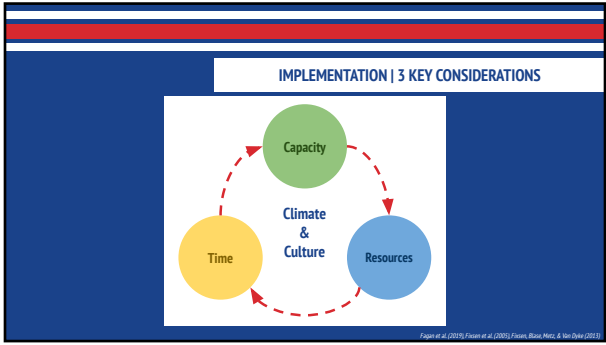 IMPLEMENTATION | 3 KEY CONSIDERATIONS
Capacity
Climate
&
Culture
Time
Resources
Fagan et al. (2019); Fixsen et al. (2005); Fixsen, Blase, Metz, & Van Dyke (2013)